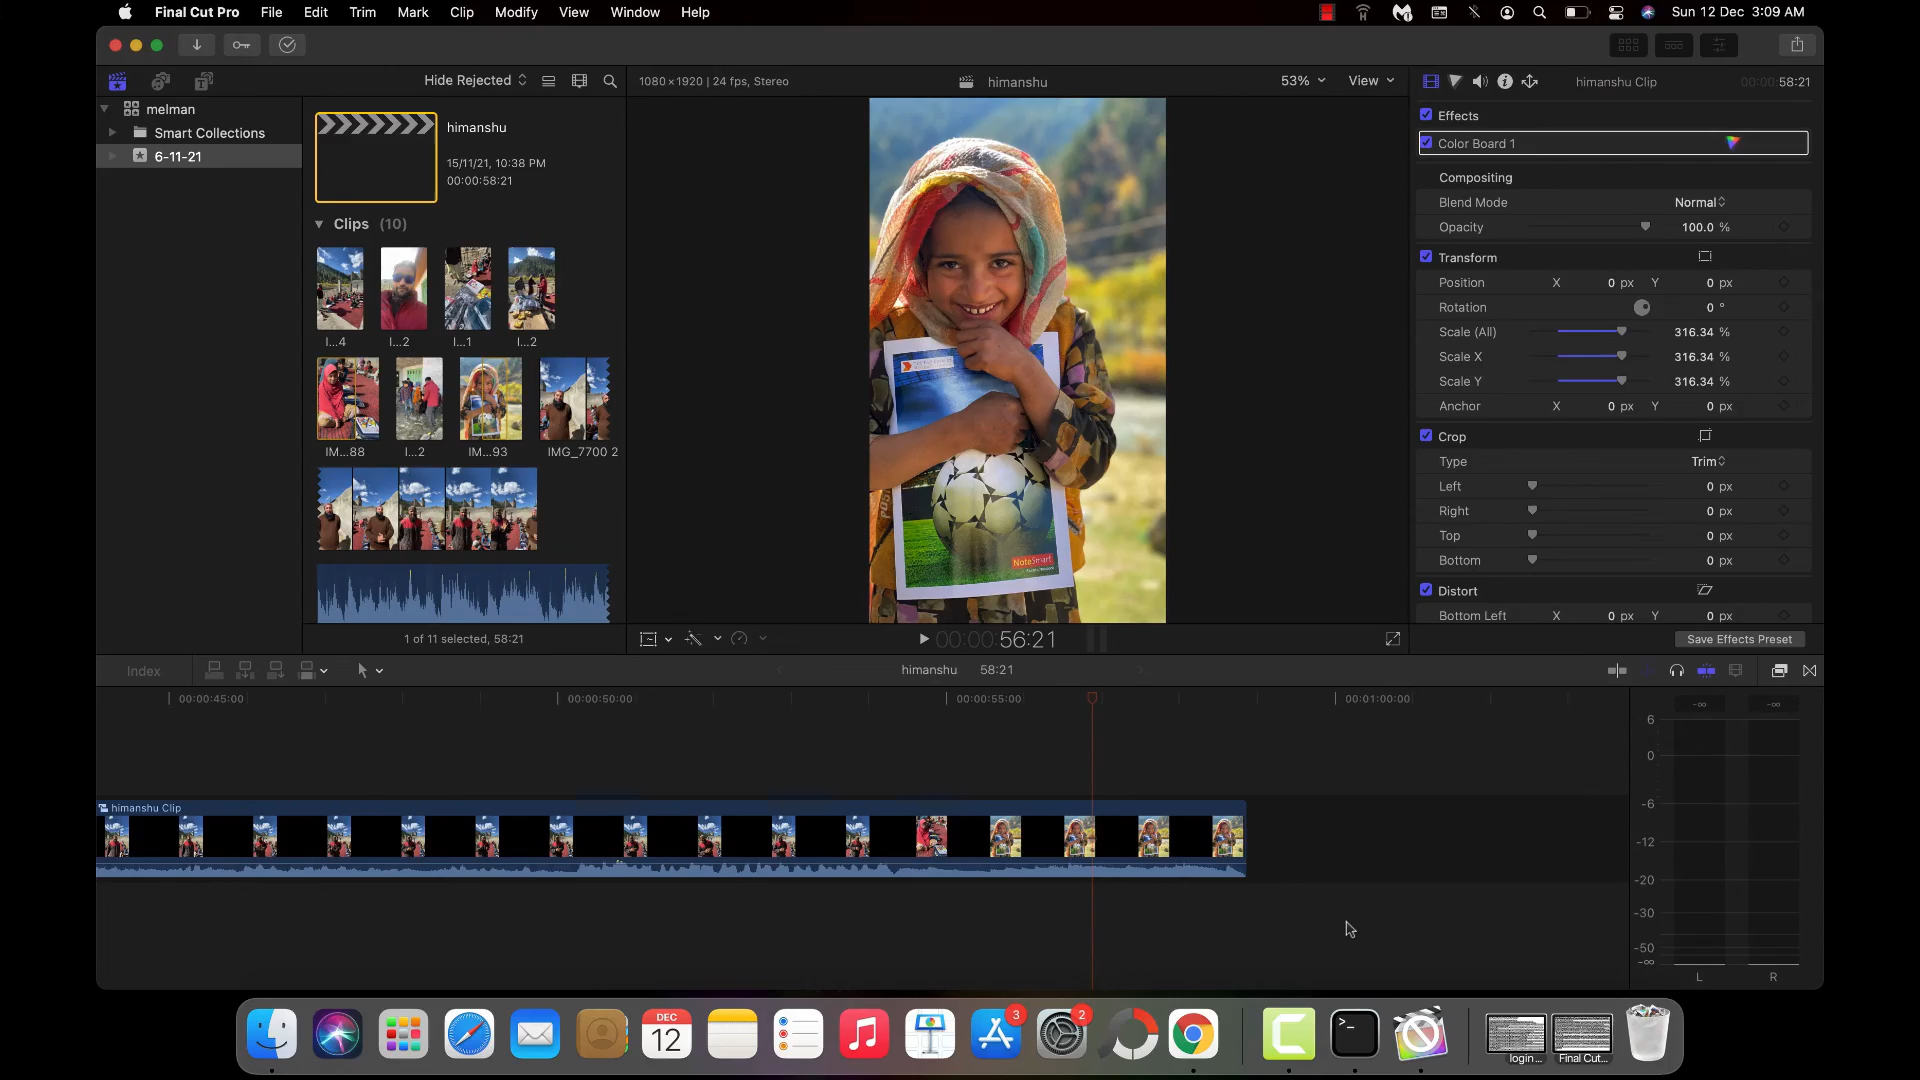 Final Cut Pro File Edit Trim Mark Clip Modify View Window Help Sun 12 Dec 3:09 AM
Hide Rejected 1080×1920 | 24 fps, Stereo himanshu 53% View himanshu Clip 00:00:58:21
melman
Smart Collections
6-11-21
himanshu
15/11/21, 10:38 PM
00:00:58:21
Clips (10)
I...4 I...2 I...1 I...2
IM...88 I...2 IM...93 IMG_7700 2
1 of 11 selected, 58:21
NoteSmart
00:00:56:21
Effects
Color Board 1
Compositing
Blend Mode Normal
Opacity 100.0 %
Transform
Position X 0 px Y 0 px
Rotation 0 °
Scale (All) 316.34 %
Scale X 316.34 %
Scale Y 316.34 %
Anchor X 0 px Y 0 px
Crop
Type Trim
Left 0 px
Right 0 px
Top 0 px
Bottom 0 px
Distort
Bottom Left X 0 px Y 0 px
Save Effects Preset
Index himanshu 58:21
00:00:45:00 00:00:50:00 00:00:55:00 00:01:00:00
himanshu Clip
-∞ -∞
6
0
-6
-12
-20
-30
-50
-∞
L R
DEC
12
3
2
>_
login...
Final Cut...